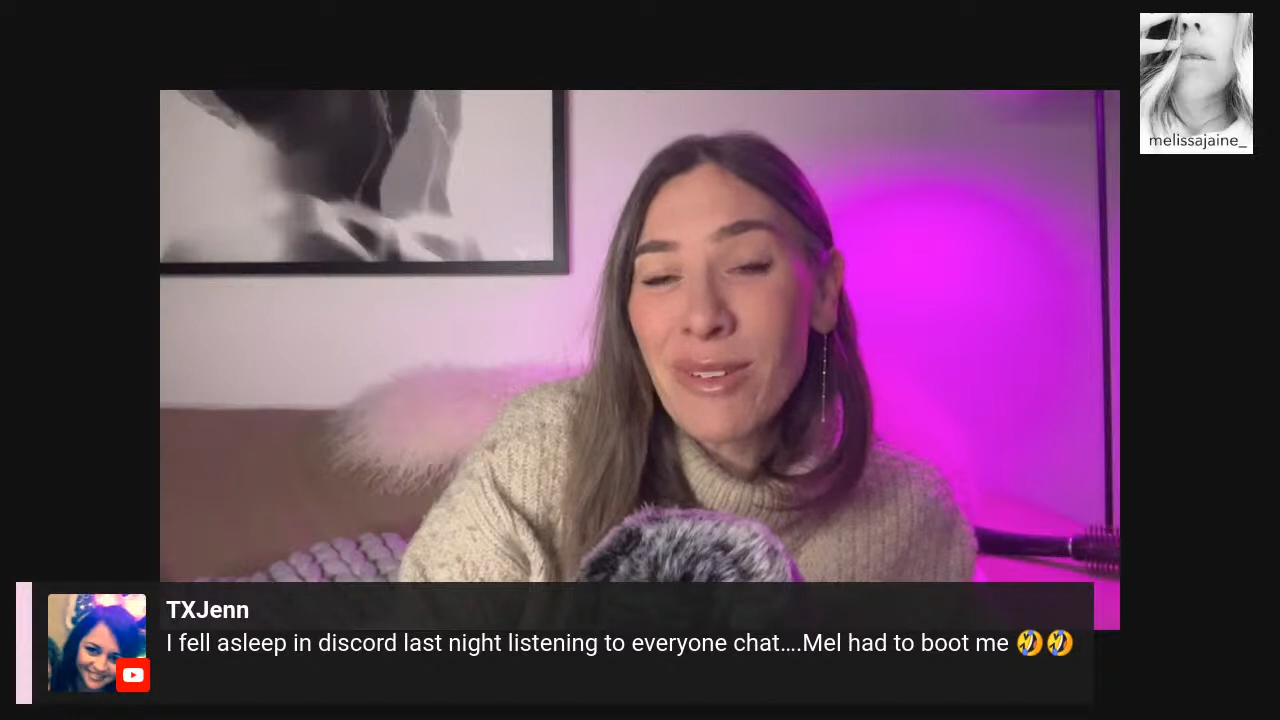 melissajaine_
TXJenn
I fell asleep in discord last night listening to everyone chat....Mel had to boot me 🤣🤣